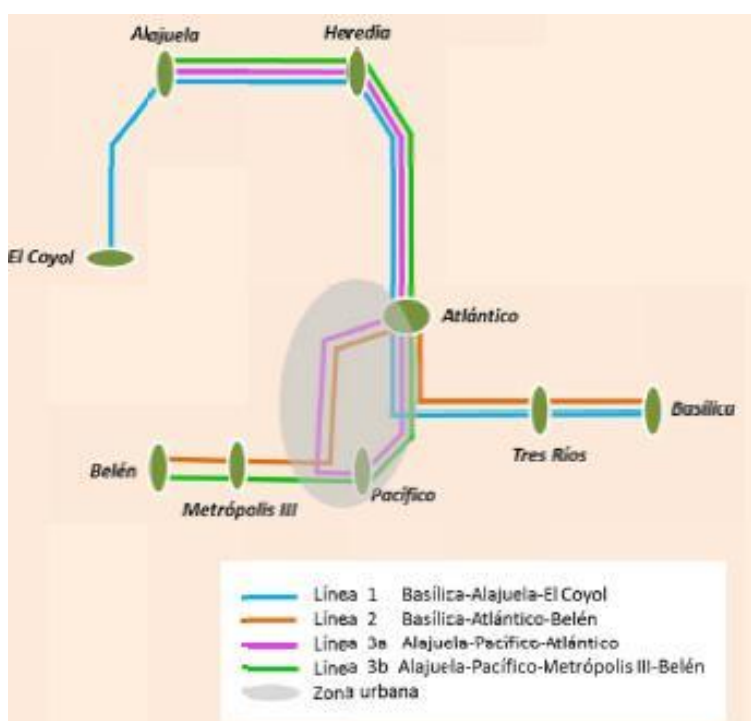 Alajuela
Heredia
El Coyol
Atlántico
Basílica
Tres Ríos
Belén
Metrópolis III
Pacífico
Línea 1 Basílica-Alajuela-El Coyol
Línea 2 Basílica-Atlántico-Belén
Línea 3a Alajuela-Pacífico-Atlántico
Línea 3b Alajuela-Pacífico-Metrópolis III-Belén
Zona urbana